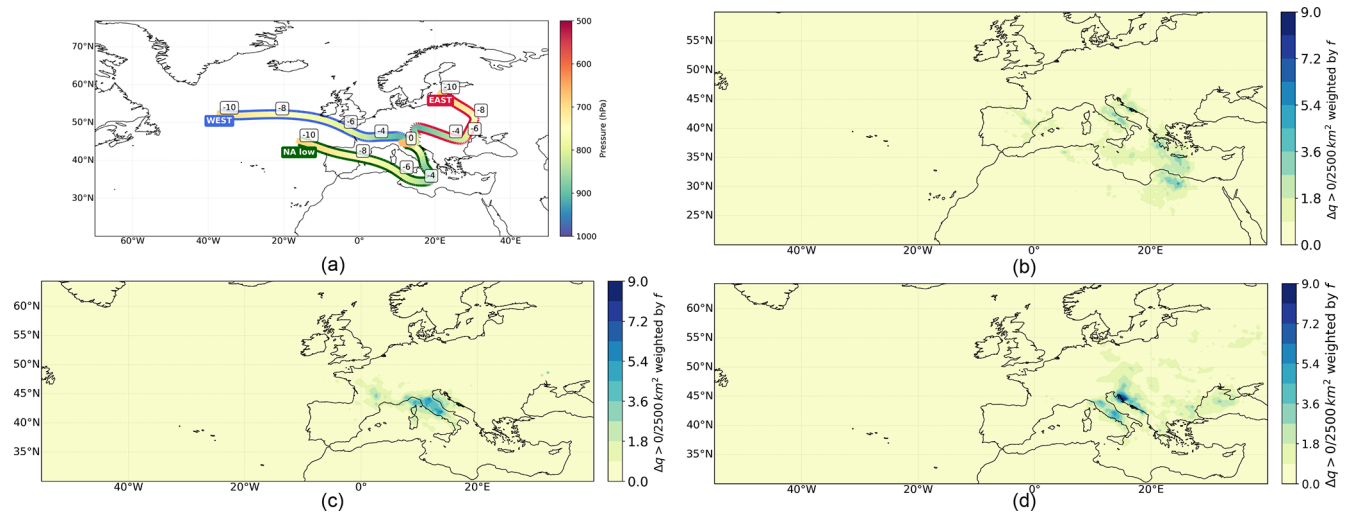 70°N
60°N
50°N
40°N
30°N
60°W
40°W
20°W
0°
20°E
40°E
-10
-8
-6
-4
0
WEST
-10
-8
-6
-4
NA low
-10
-8
-6
-4
EAST
500
600
700
800
900
1000
Pressure (hPa)
(a)
55°N
50°N
45°N
40°N
35°N
30°N
25°N
40°W
20°W
0°
20°E
9.0
7.2
5.4
3.6
1.8
0.0
Δq > 0/2500 km² weighted by f
(b)
60°N
55°N
50°N
45°N
40°N
35°N
40°W
20°W
0°
20°E
9.0
7.2
5.4
3.6
1.8
0.0
Δq > 0/2500 km² weighted by f
(c)
60°N
55°N
50°N
45°N
40°N
35°N
40°W
20°W
0°
20°E
9.0
7.2
5.4
3.6
1.8
0.0
Δq > 0/2500 km² weighted by f
(d)